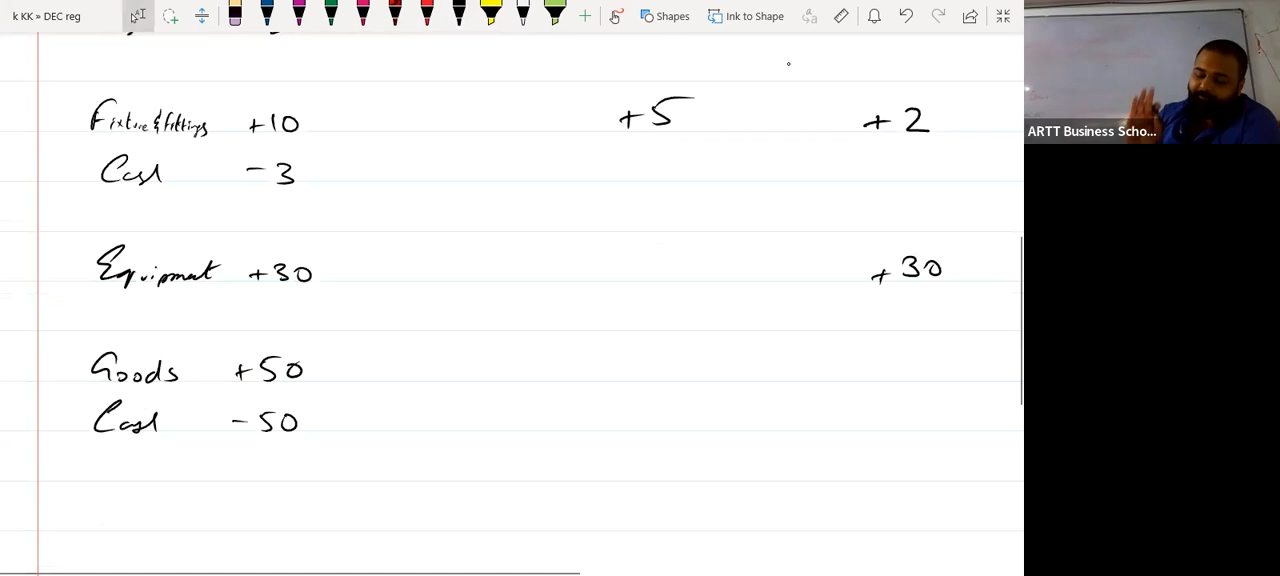 k KK » DEC reg
Shapes
Ink to Shape
Fixture & fittings +10 +5 +2
Cash - 3
ARTT Business Scho...
Equipment +30 +30
Goods +50
Cash - 50